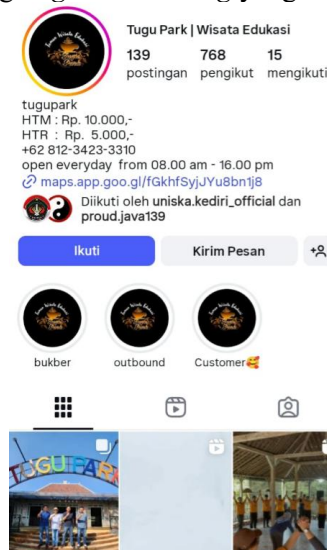 Tugu Park | Wisata Edukasi
139 768 15
postingan pengikut mengikuti
tugupark
HTM : Rp. 10.000,-
HTR : Rp. 5.000,-
+62 812-3423-3310
open everyday from 08.00 am - 16.00 pm
maps.app.goo.gl/fGkhfSyjJYu8bn1j8
Diikuti oleh uniska.kediri_official dan
proud.java139
Ikuti Kirim Pesan
bukber outbound Customer🥰
TUGU PARK